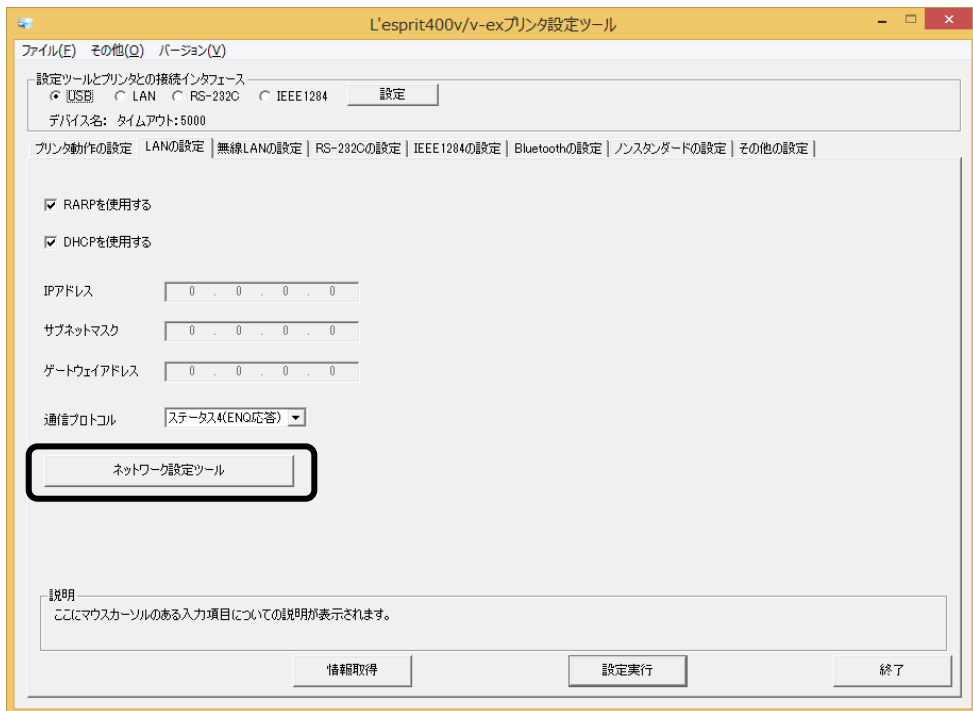 L'esprit400v/v-exプリンタ設定ツール
ファイル(F) その他(O) バージョン(V)
設定ツールとプリンタとの接続インタフェース
USB LAN RS-232C IEEE1284 設定
デバイス名: タイムアウト:5000
プリンタ動作の設定 LANの設定 無線LANの設定 RS-232Cの設定 IEEE1284の設定 Bluetoothの設定 ノンスタンダードの設定 その他の設定
RARPを使用する
DHCPを使用する
IPアドレス 0 . 0 . 0 . 0
サブネットマスク 0 . 0 . 0 . 0
ゲートウェイアドレス 0 . 0 . 0 . 0
通信プロトコル ステータス4(ENQ応答)
ネットワーク設定ツール
説明
ここにマウスカーソルのある入力項目についての説明が表示されます。
情報取得 設定実行 終了